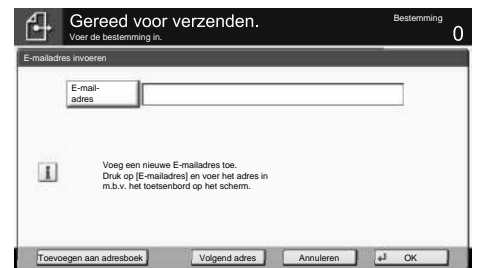 Gereed voor verzenden.
Bestemming
Voer de bestemming in.
0
E-mailadres invoeren
E-mail-
adres
Voeg een nieuwe E-mailadres toe.
Druk op [E-mailadres] en voer het adres in
m.b.v. het toetsenbord op het scherm.
Toevoegen aan adresboek
Volgend adres
Annuleren
OK